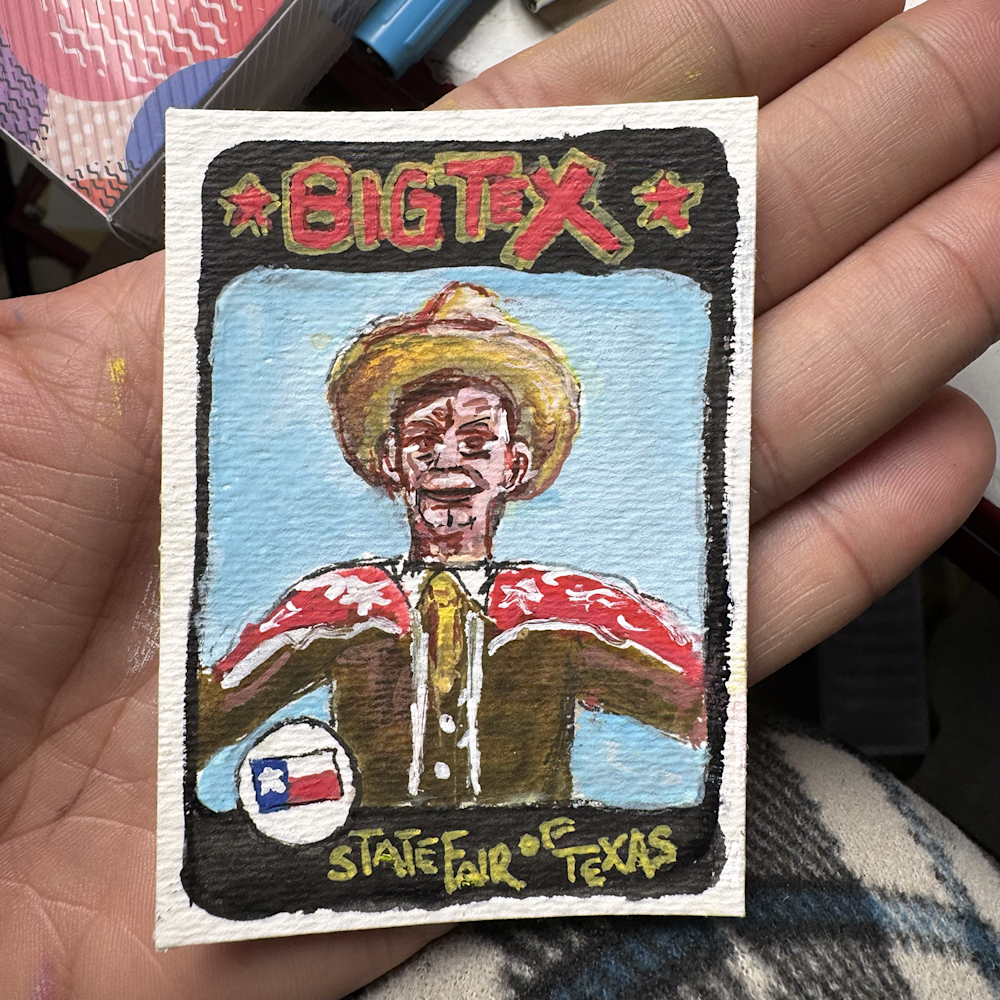 BIG TEX
STATE FAIR OF TEXAS